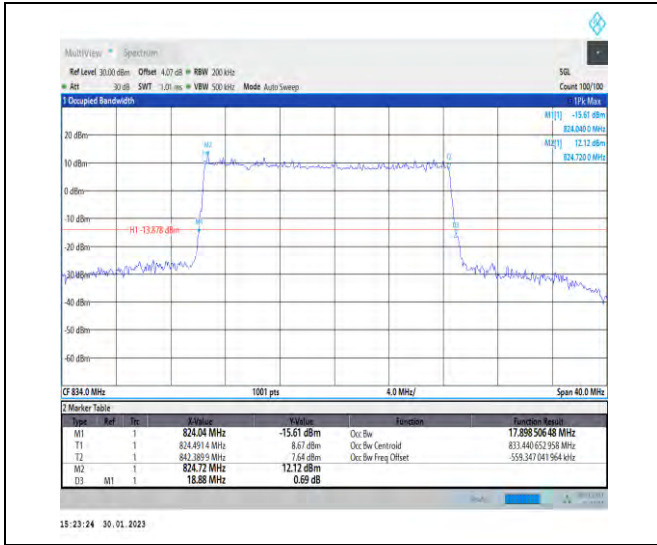 MultiView Spectrum
Ref Level 30.00 dBm Offset 4.07 dB RBW 200 kHz SGL
Att 30 dB SWT 1.01 ms VBW 500 kHz Mode Auto Sweep Count 100/100
1 Occupied Bandwidth 1Pk Max
M1[1] -15.61 dBm
824.040 0 MHz
M2[1] 12.12 dBm
824.720 0 MHz
20 dBm
M2
T2
10 dBm
0 dBm
-10 dBm
M1
D3
H1 -13.878 dBm
-20 dBm
-30 dBm
-40 dBm
-50 dBm
-60 dBm
CF 834.0 MHz 1001 pts 4.0 MHz/ Span 40.0 MHz
2 Marker Table
Type Ref Trc X-Value Y-Value Function Function Result
M1 1 824.04 MHz -15.61 dBm Occ Bw 17.898 506 48 MHz
T1 1 824.491 4 MHz 8.67 dBm Occ Bw Centroid 833.440 652 958 MHz
T2 1 842.389 9 MHz 7.64 dBm Occ Bw Freq Offset -559.347 041 964 kHz
M2 1 824.72 MHz 12.12 dBm
D3 M1 1 18.88 MHz 0.69 dB
15:23:24 30.01.2023